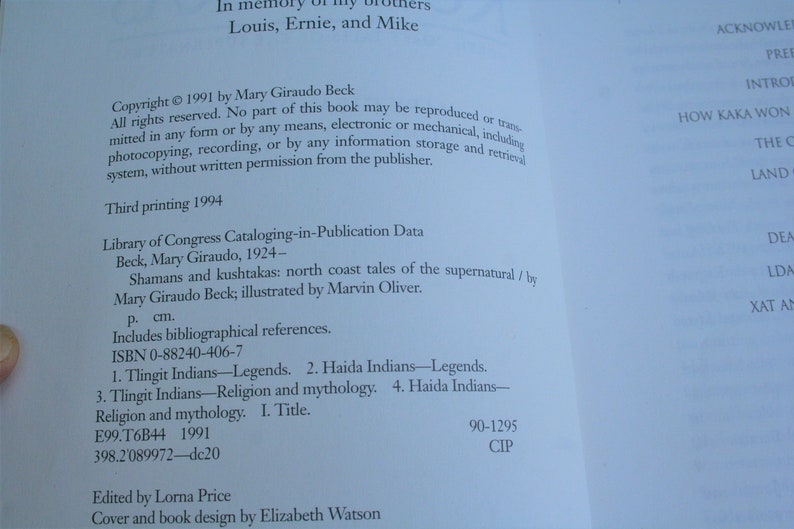 In memory of my brothers
Louis, Ernie, and Mike
Copyright © 1991 by Mary Giraudo Beck
All rights reserved. No part of this book may be reproduced or trans-
mitted in any form or by any means, electronic or mechanical, including
photocopying, recording, or by any information storage and retrieval
system, without written permission from the publisher.
Third printing 1994
Library of Congress Cataloging-in-Publication Data
Beck, Mary Giraudo, 1924–
Shamans and kushtakas: north coast tales of the supernatural / by
Mary Giraudo Beck; illustrated by Marvin Oliver.
p. cm.
Includes bibliographical references.
ISBN 0-88240-406-7
1. Tlingit Indians—Legends. 2. Haida Indians—Legends.
3. Tlingit Indians—Religion and mythology. 4. Haida Indians—
Religion and mythology. I. Title.
E99.T6B44 1991 90-1295
398.2'089972—dc20 CIP
Edited by Lorna Price
Cover and book design by Elizabeth Watson
ACKNOWLE
PREF
INTROD
HOW KAKA WON
THE C
LAND
DEA
LDA
XAT AN